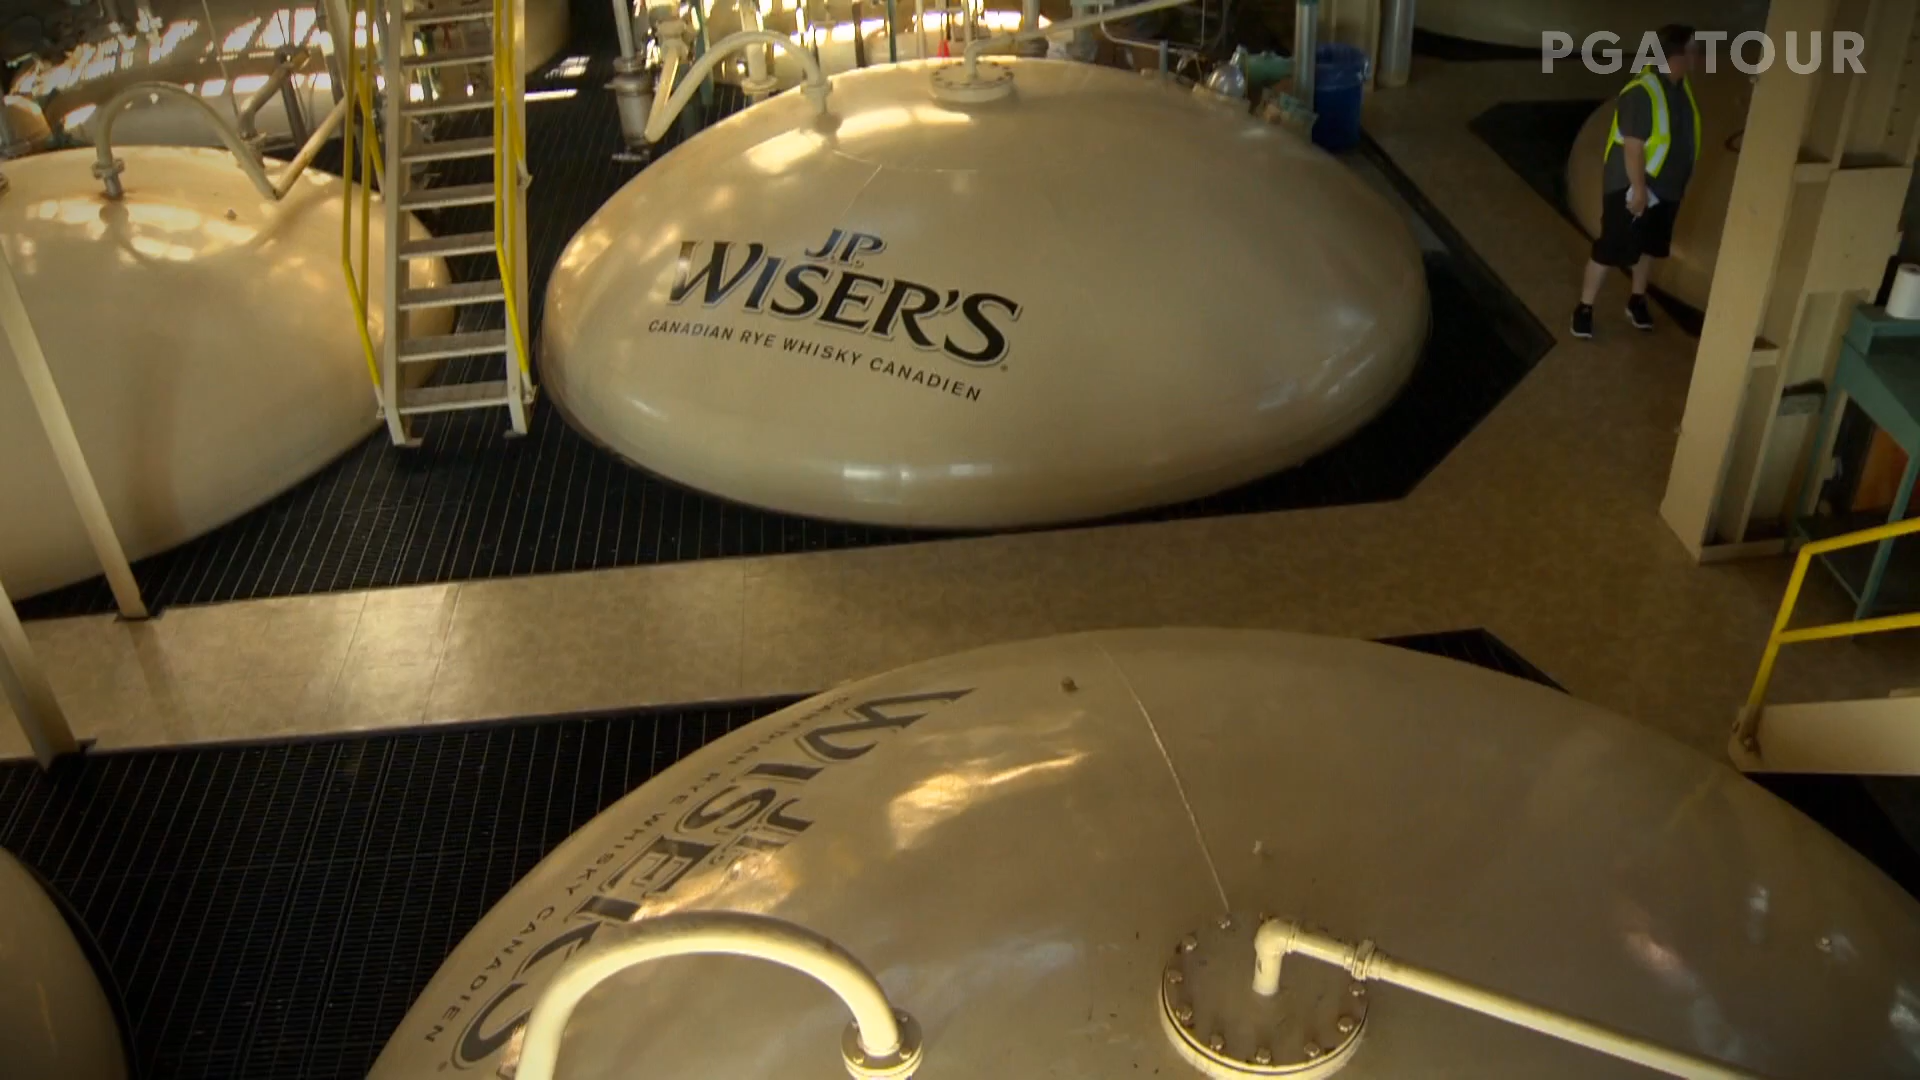 PGA TOUR
J.P.
WISER'S
CANADIAN RYE WHISKY CANADIEN
J.P.
WISER'S
CANADIAN RYE WHISKY CANADIEN